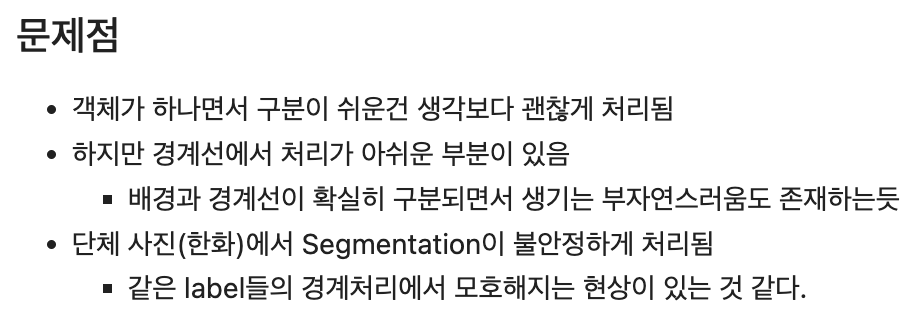 문제점
객체가 하나면서 구분이 쉬운건 생각보다 괜찮게 처리됨
하지만 경계선에서 처리가 아쉬운 부분이 있음
배경과 경계선이 확실히 구분되면서 생기는 부자연스러움도 존재하는듯
단체 사진(한화)에서 Segmentation이 불안정하게 처리됨
같은 label들의 경계처리에서 모호해지는 현상이 있는 것 같다.